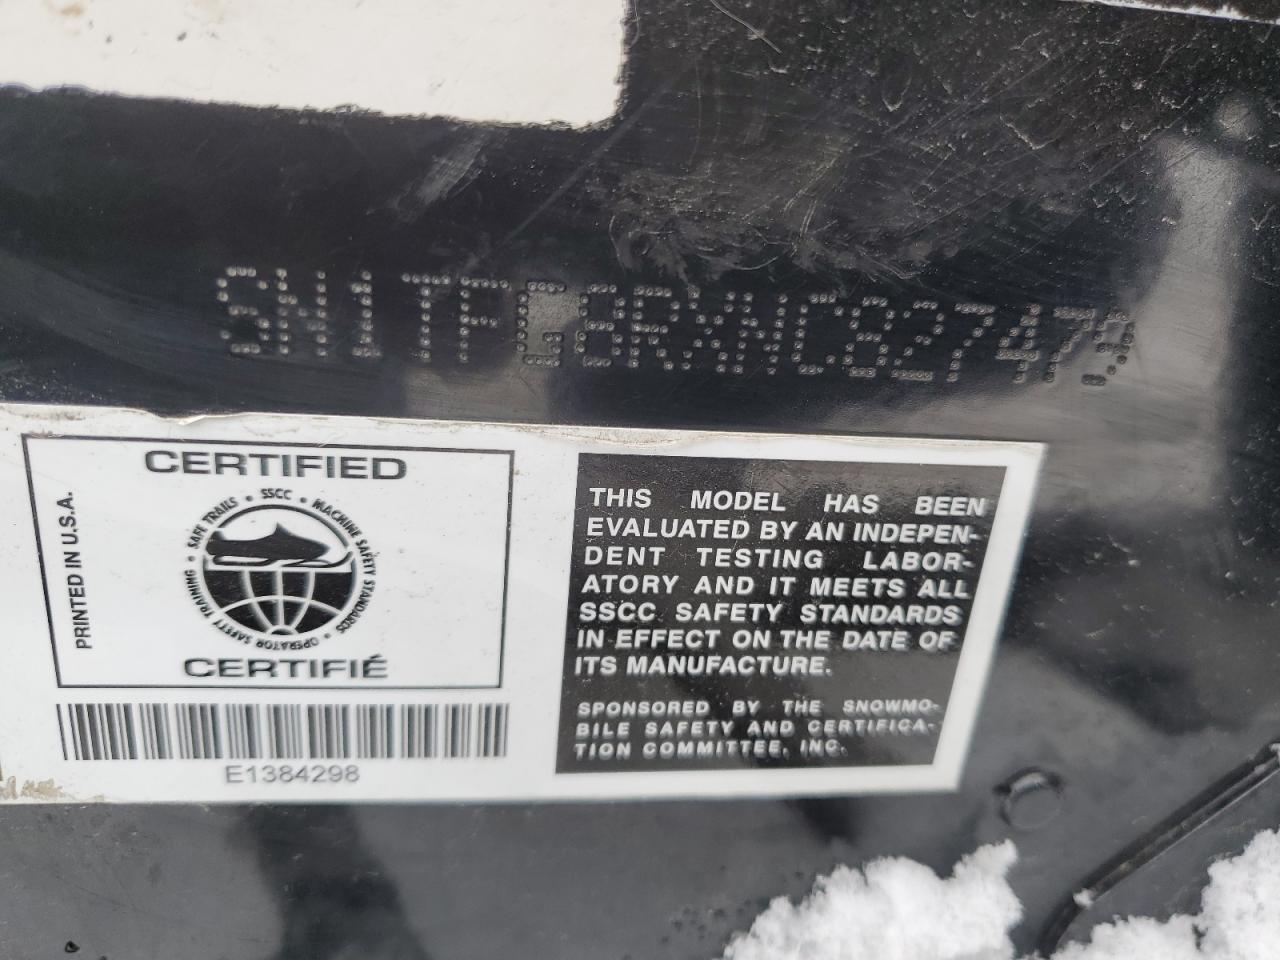 SN1TFG8RXNC827479
CERTIFIED
PRINTED IN U.S.A.
SAFE TRAILS • SSCC • MACHINE SAFETY STANDARDS • OPERATOR SAFETY TRAINING •
CERTIFIÉ
E1384298
THIS MODEL HAS BEEN
EVALUATED BY AN INDEPEN-
DENT TESTING LABOR-
ATORY AND IT MEETS ALL
SSCC SAFETY STANDARDS
IN EFFECT ON THE DATE OF
ITS MANUFACTURE.
SPONSORED BY THE SNOWMO-
BILE SAFETY AND CERTIFICA-
TION COMMITTEE, INC.